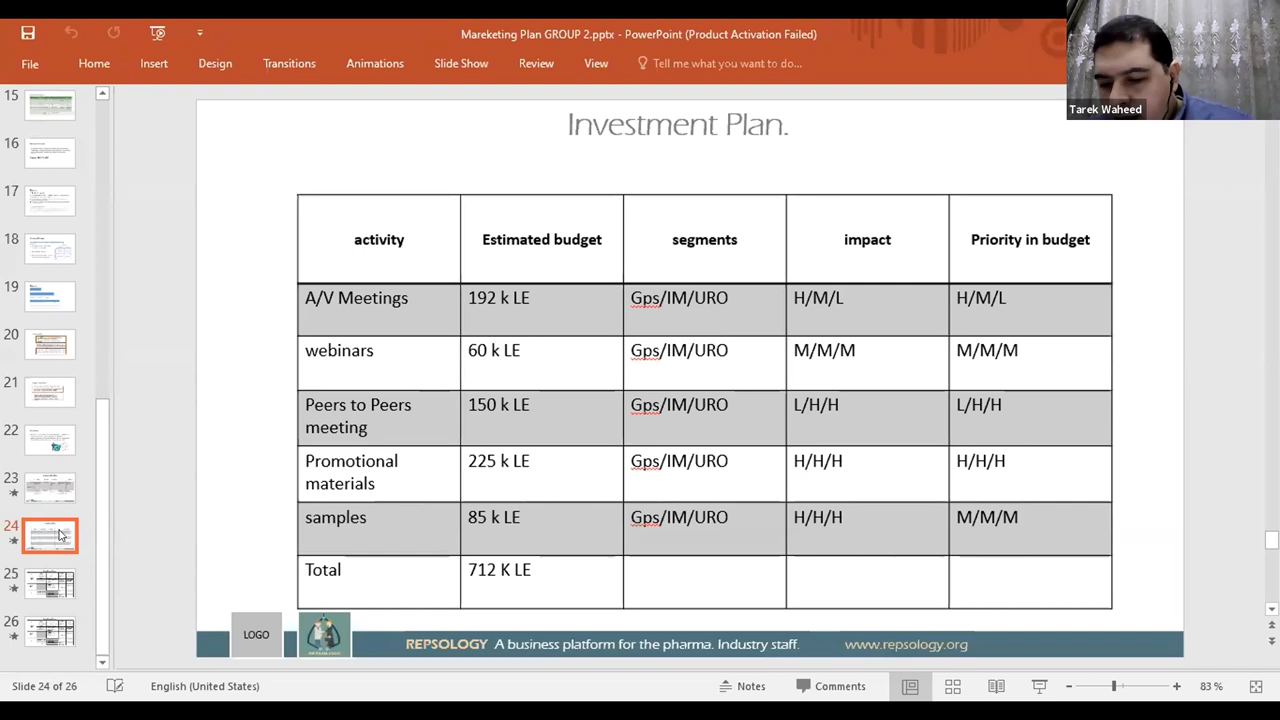 Mareketing Plan GROUP 2.pptx - PowerPoint (Product Activation Failed)
File Home Insert Design Transitions Animations Slide Show Review View Tell me what you want to do...
Tarek Waheed
15
16
17
18
19
20
21
22
23
24
25
26
Investment Plan.
activity Estimated budget segments impact Priority in budget
A/V Meetings 192 k LE Gps/IM/URO H/M/L H/M/L
webinars 60 k LE Gps/IM/URO M/M/M M/M/M
Peers to Peers 150 k LE Gps/IM/URO L/H/H L/H/H
meeting
Promotional 225 k LE Gps/IM/URO H/H/H H/H/H
materials
samples 85 k LE Gps/IM/URO H/H/H M/M/M
Total 712 K LE
LOGO REPSOLOGY A business platform for the pharma. Industry staff. www.repsology.org
Slide 24 of 26 English (United States) Notes Comments 83 %